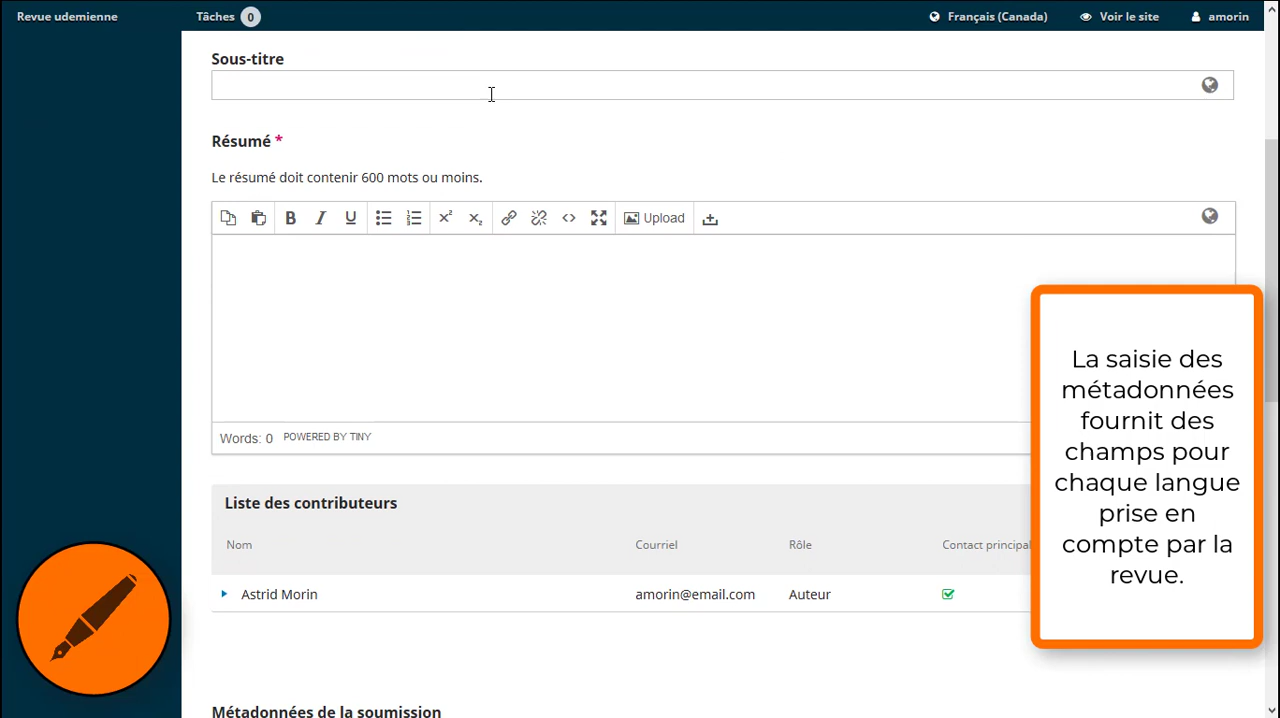 Revue udemienne
Tâches 0
Français (Canada)
Voir le site
amorin
Sous-titre
Résumé *
Le résumé doit contenir 600 mots ou moins.
B I U x² x₂ <> Upload
Words: 0 POWERED BY TINY
Liste des contributeurs
Nom Courriel Rôle Contact principal
Astrid Morin amorin@email.com Auteur
Métadonnées de la soumission
La saisie des
métadonnées
fournit des
champs pour
chaque langue
prise en
compte par la
revue.